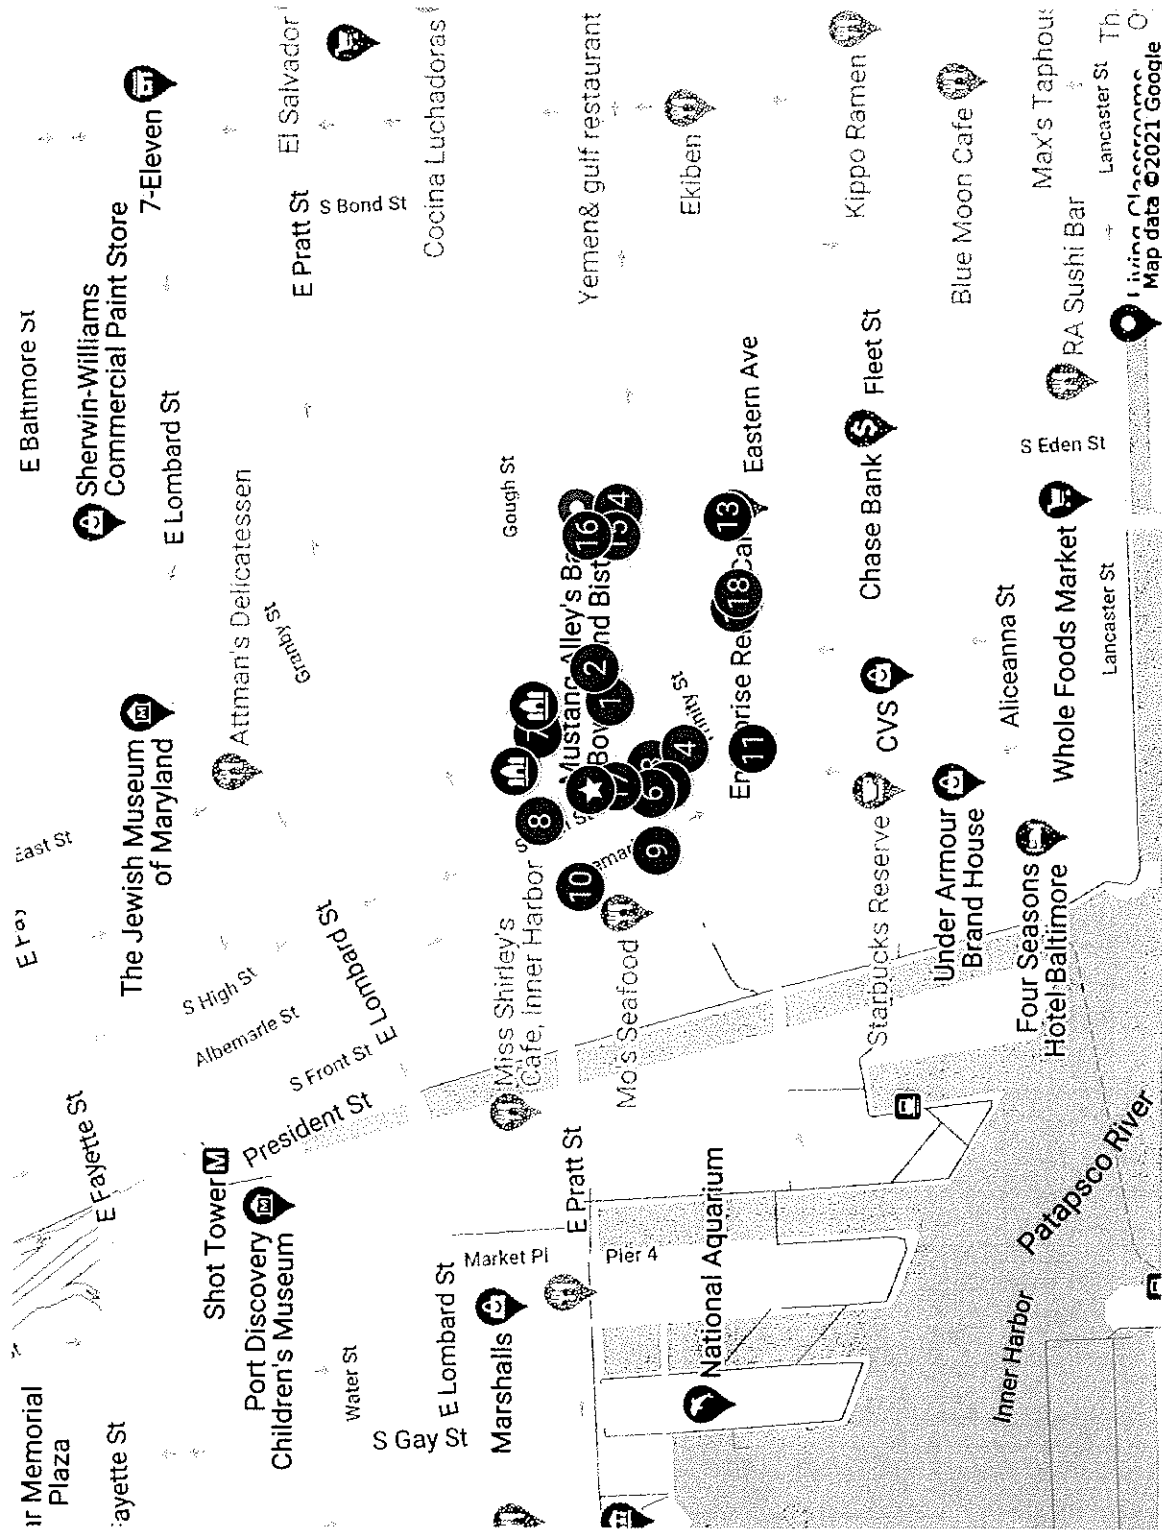 E Baltimore St
Sherwin-Williams
Commercial Paint Store
7-Eleven
E Lombard St
El Salvador
E Pratt St
S Bond St
Cocina Luchadoras
Attman's Delicatessen
Granby St
The Jewish Museum
of Maryland
East St
S High St
Albemarle St
S Front St
E Lombard St
President St
E Fayette St
Shot Tower
M
Port Discovery
Children's Museum
Memorial
Plaza
Water St
S Gay St
E Lombard St
Marshalls
Market Pl
E Pratt St
Pier 4
National Aquarium
Miss Shirley's
Cafe, Inner Harbor
Mo's Seafood
Gough St
Yemen& gulf restaurant
Ekiben
Kippo Ramen
Blue Moon Cafe
Max's
Lancaster St
RA Sushi Bar
Map data ©2021 Google
Eastern Ave
Fleet St
Chase Bank
S Eden St
Whole Foods Market
Lancaster St
Aliceanna St
CVS
Starbucks Reserve
Under Armour
Brand House
Four Seasons
Hotel Baltimore
Patapsco River
Inner Harbor
Alley's
16
15
2
1
7
8
10
9
6
4
11
18
13